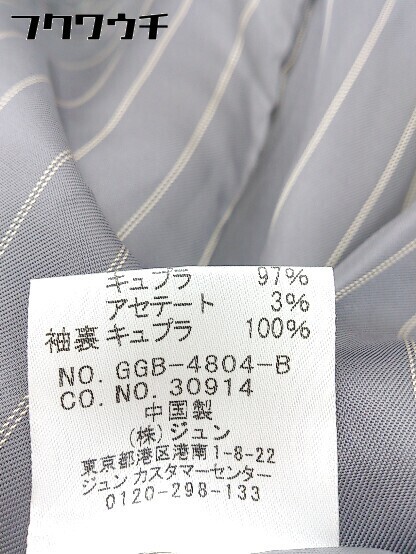 フクワウチ
キュプラ 97%
アセテート 3%
袖裏 キュプラ 100%
NO. GGB-4804-B
CO. NO. 30914
中国製
(株)ジュン
東京都港区港南1-8-22
ジュン カスタマーセンター
0120-298-133